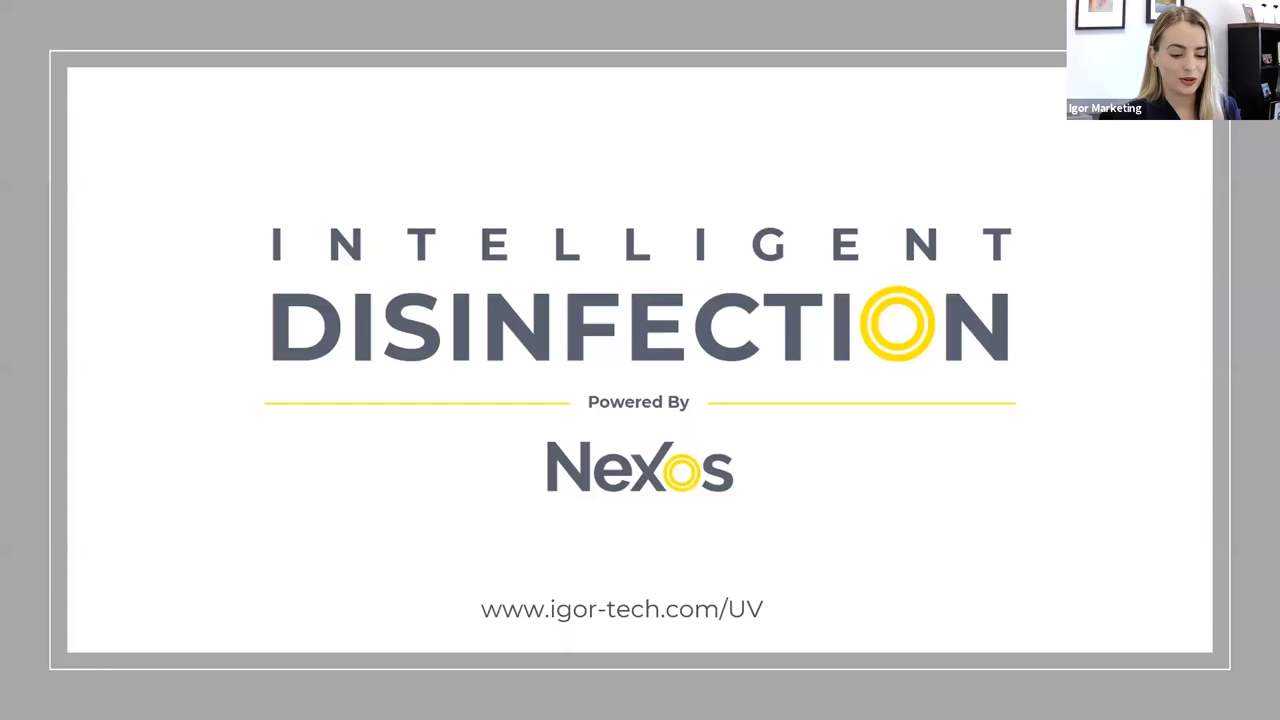 Igor Marketing
INTELLIGENT
DISINFECTION
Powered By
Nexos
www.igor-tech.com/UV